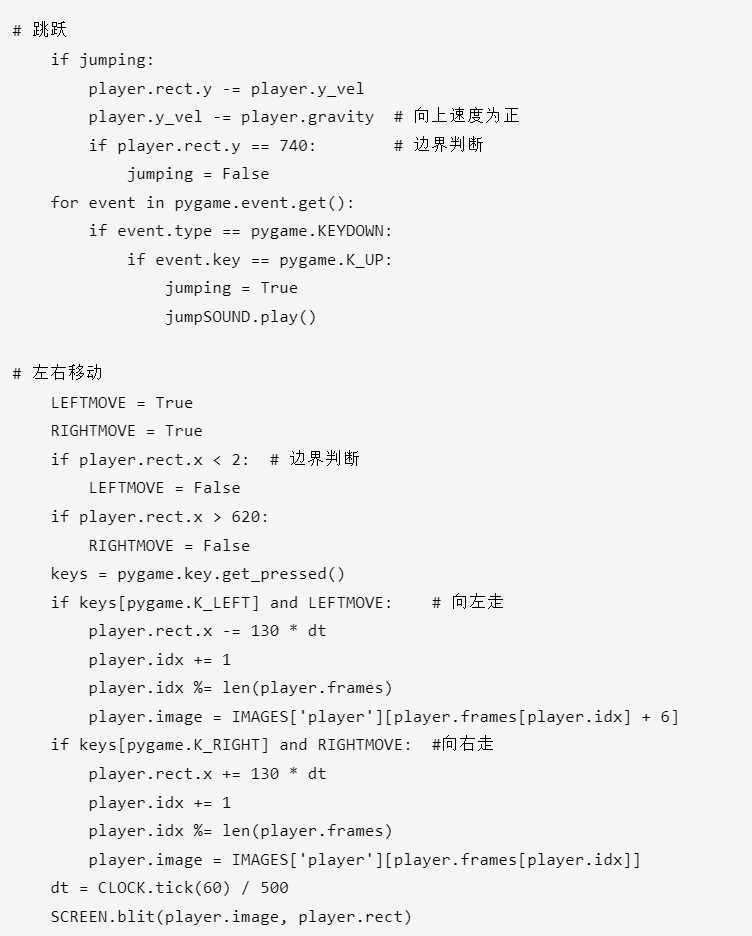 # 跳跃
    if jumping:
        player.rect.y -= player.y_vel
        player.y_vel -= player.gravity  # 向上速度为正
        if player.rect.y == 740:        # 边界判断
            jumping = False
    for event in pygame.event.get():
        if event.type == pygame.KEYDOWN:
            if event.key == pygame.K_UP:
                jumping = True
                jumpSOUND.play()

# 左右移动
    LEFTMOVE = True
    RIGHTMOVE = True
    if player.rect.x < 2:  # 边界判断
        LEFTMOVE = False
    if player.rect.x > 620:
        RIGHTMOVE = False
    keys = pygame.key.get_pressed()
    if keys[pygame.K_LEFT] and LEFTMOVE:    # 向左走
        player.rect.x -= 130 * dt
        player.idx += 1
        player.idx %= len(player.frames)
        player.image = IMAGES['player'][player.frames[player.idx] + 6]
    if keys[pygame.K_RIGHT] and RIGHTMOVE:  #向右走
        player.rect.x += 130 * dt
        player.idx += 1
        player.idx %= len(player.frames)
        player.image = IMAGES['player'][player.frames[player.idx]]
    dt = CLOCK.tick(60) / 500
    SCREEN.blit(player.image, player.rect)